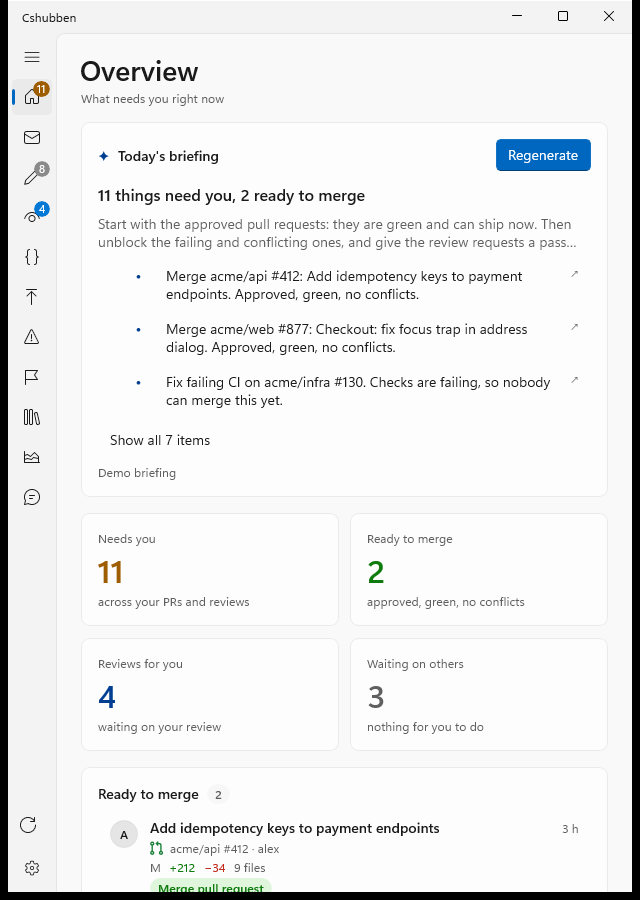 Cshubben
11
8
4
Overview
What needs you right now
Today's briefing
Regenerate
11 things need you, 2 ready to merge
Start with the approved pull requests: they are green and can ship now. Then
unblock the failing and conflicting ones, and give the review requests a pass...
• Merge acme/api #412: Add idempotency keys to payment
endpoints. Approved, green, no conflicts.
• Merge acme/web #877: Checkout: fix focus trap in address
dialog. Approved, green, no conflicts.
• Fix failing CI on acme/infra #130. Checks are failing, so nobody
can merge this yet.
Show all 7 items
Demo briefing
Needs you
11
across your PRs and reviews
Ready to merge
2
approved, green, no conflicts
Reviews for you
4
waiting on your review
Waiting on others
3
nothing for you to do
Ready to merge 2
A
Add idempotency keys to payment endpoints 3 h
acme/api #412 · alex
M +212 −34 9 files
Merge pull request